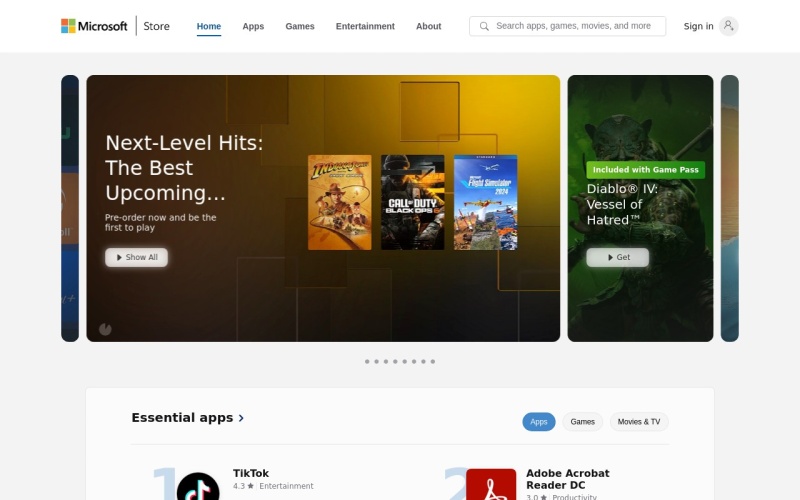 Microsoft
Store
Home
Apps
Games
Entertainment
About
Search apps, games, movies, and more
Sign in
Next-Level Hits:
The Best
Upcoming...
Pre-order now and be the
first to play
Show All
INDIANA JONES
CALL OF DUTY
BLACK OPS 6
Microsoft
Flight Simulator
2024
Included with Game Pass
Diablo® IV:
Vessel of
Hatred™
Get
Essential apps
Apps
Games
Movies & TV
1
TikTok
4.3 ★ Entertainment
2
Adobe Acrobat
Reader DC
3.0 ★ Productivity